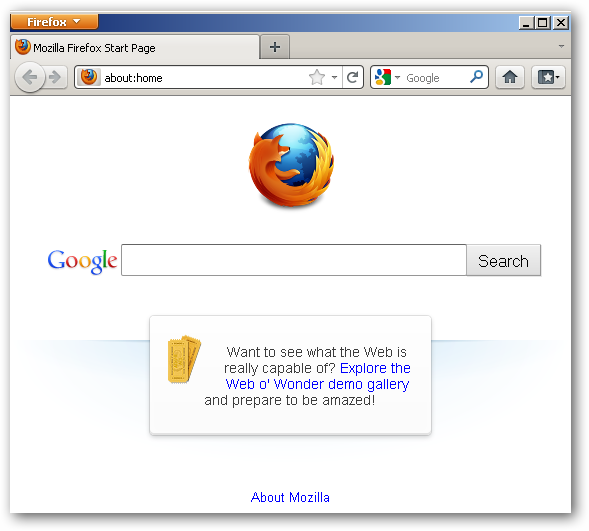 Firefox
Mozilla Firefox Start Page
about:home
Google
Google
Search
Want to see what the Web is
really capable of? Explore the
Web o' Wonder demo gallery
and prepare to be amazed!
About Mozilla